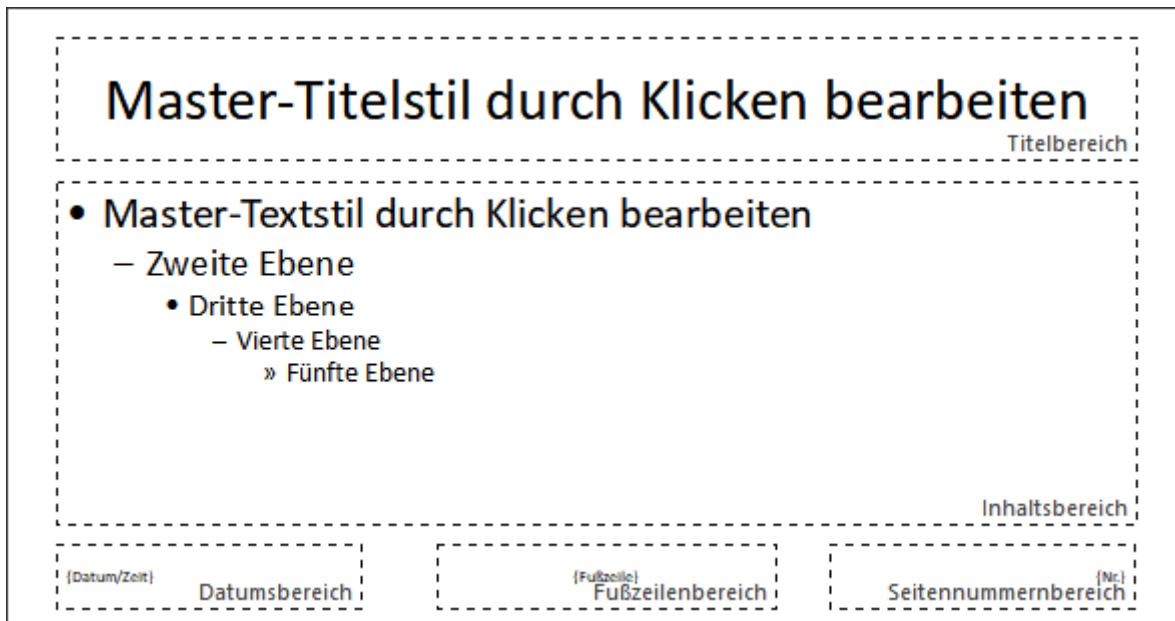 Master-Titelstil durch Klicken bearbeiten
Titelbereich
• Master-Textstil durch Klicken bearbeiten
– Zweite Ebene
• Dritte Ebene
– Vierte Ebene
» Fünfte Ebene
Inhaltsbereich
{Datum/Zeit}
Datumsbereich
{Fußzeile}
Fußzeilenbereich
{Nr.}
Seitennummernbereich